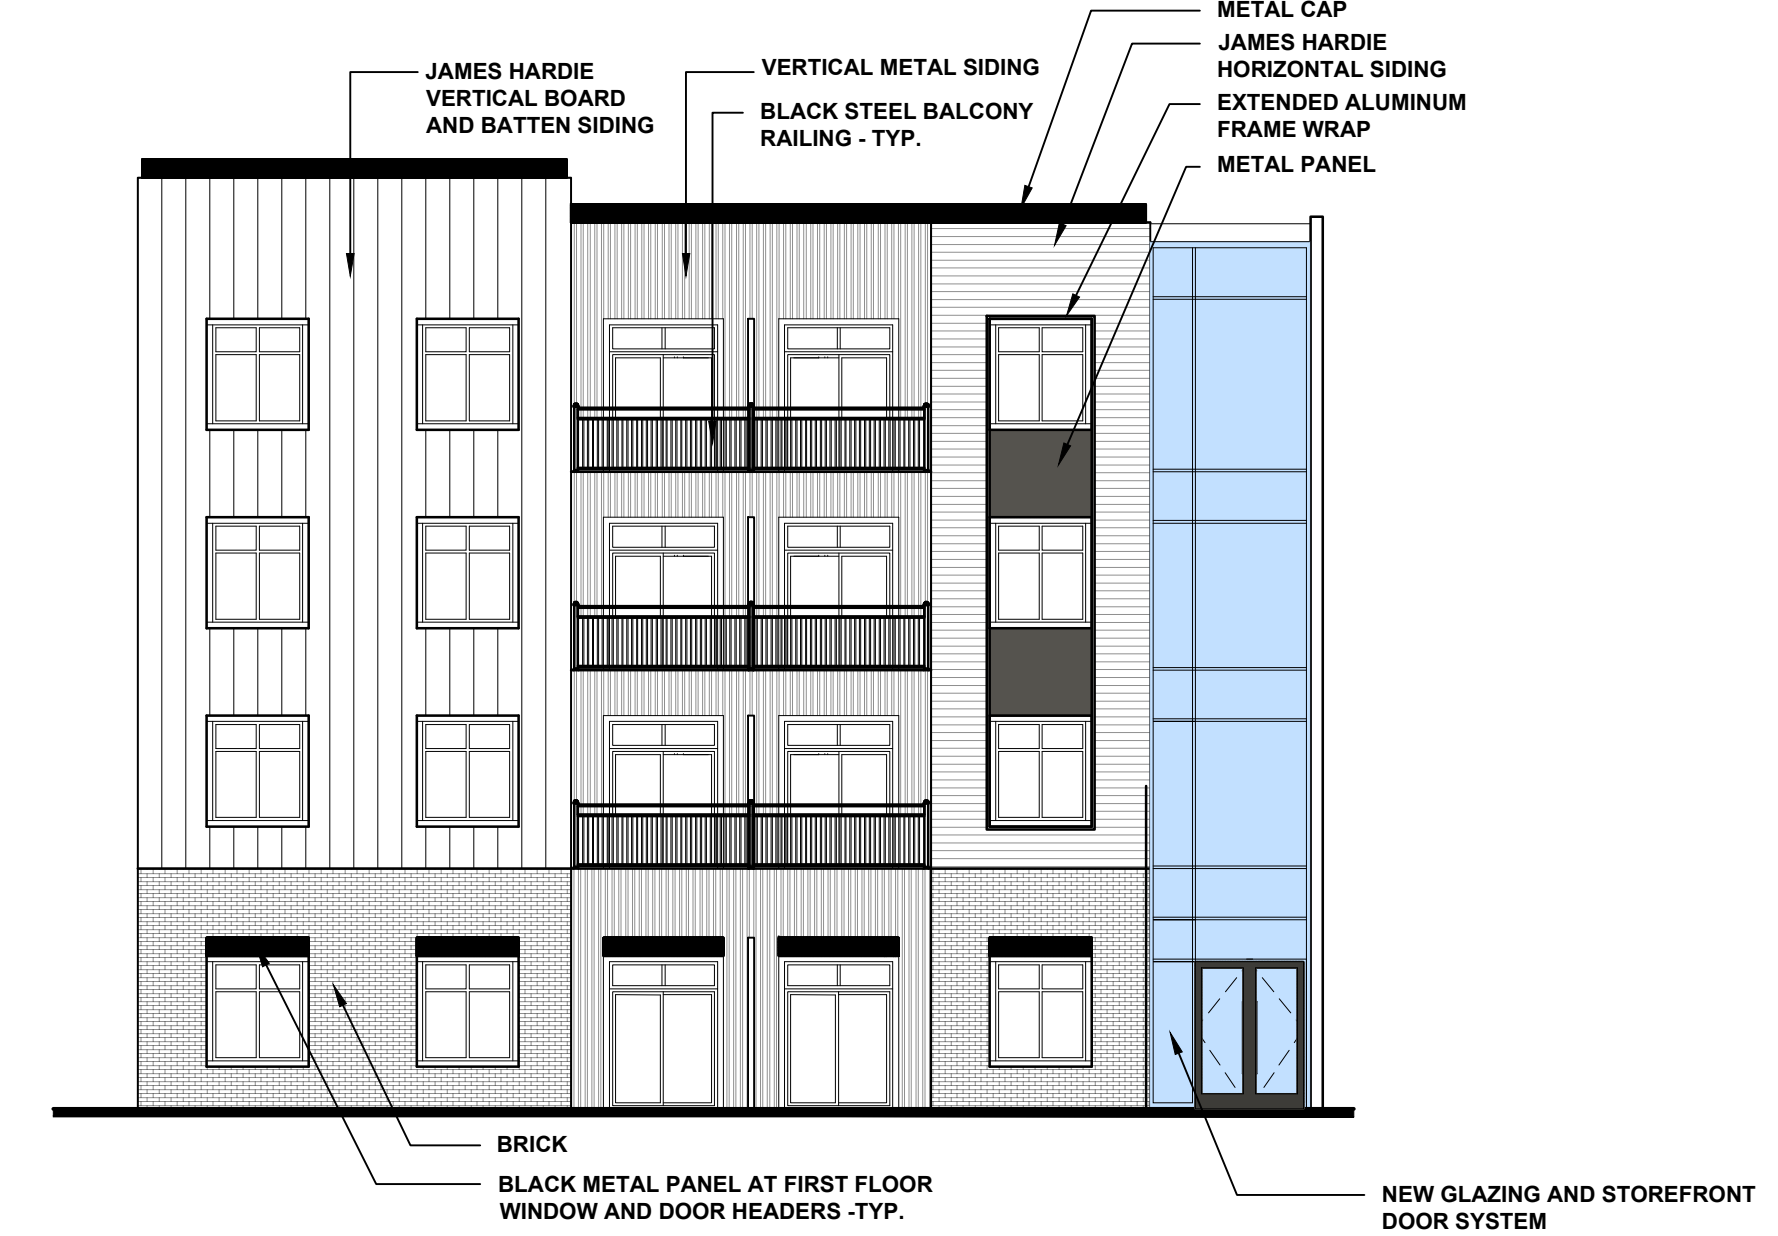 METAL CAP
JAMES HARDIE
HORIZONTAL SIDING
EXTENDED ALUMINUM
FRAME WRAP
METAL PANEL
VERTICAL METAL SIDING
BLACK STEEL BALCONY
RAILING - TYP.
JAMES HARDIE
VERTICAL BOARD
AND BATTEN SIDING
BRICK
BLACK METAL PANEL AT FIRST FLOOR
WINDOW AND DOOR HEADERS -TYP.
NEW GLAZING AND STOREFRONT
DOOR SYSTEM